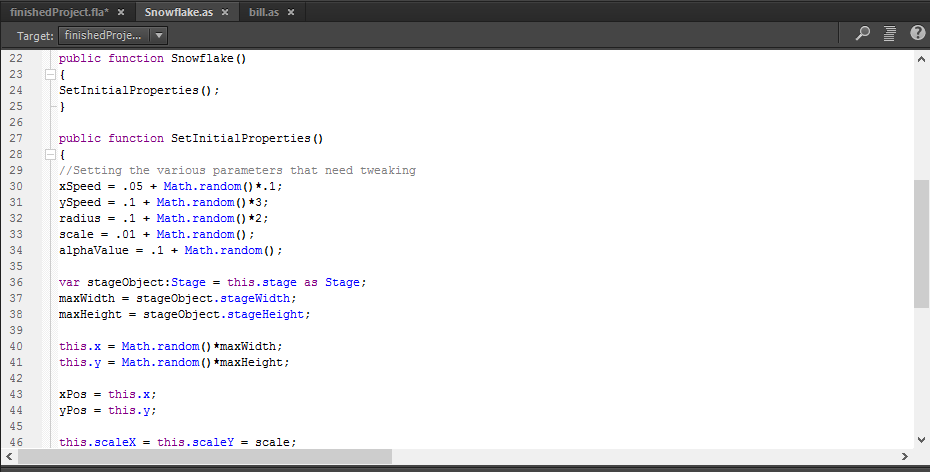 finishedProject.fla* × Snowflake.as × bill.as ×
Target: finishedProje...
22 public function Snowflake()
23 {
24 SetInitialProperties();
25 }
26
27 public function SetInitialProperties()
28 {
29 //Setting the various parameters that need tweaking
30 xSpeed = .05 + Math.random()*.1;
31 ySpeed = .1 + Math.random()*3;
32 radius = .1 + Math.random()*2;
33 scale = .01 + Math.random();
34 alphaValue = .1 + Math.random();
35
36 var stageObject:Stage = this.stage as Stage;
37 maxWidth = stageObject.stageWidth;
38 maxHeight = stageObject.stageHeight;
39
40 this.x = Math.random()*maxWidth;
41 this.y = Math.random()*maxHeight;
42
43 xPos = this.x;
44 yPos = this.y;
45
46 this.scaleX = this.scaleY = scale;